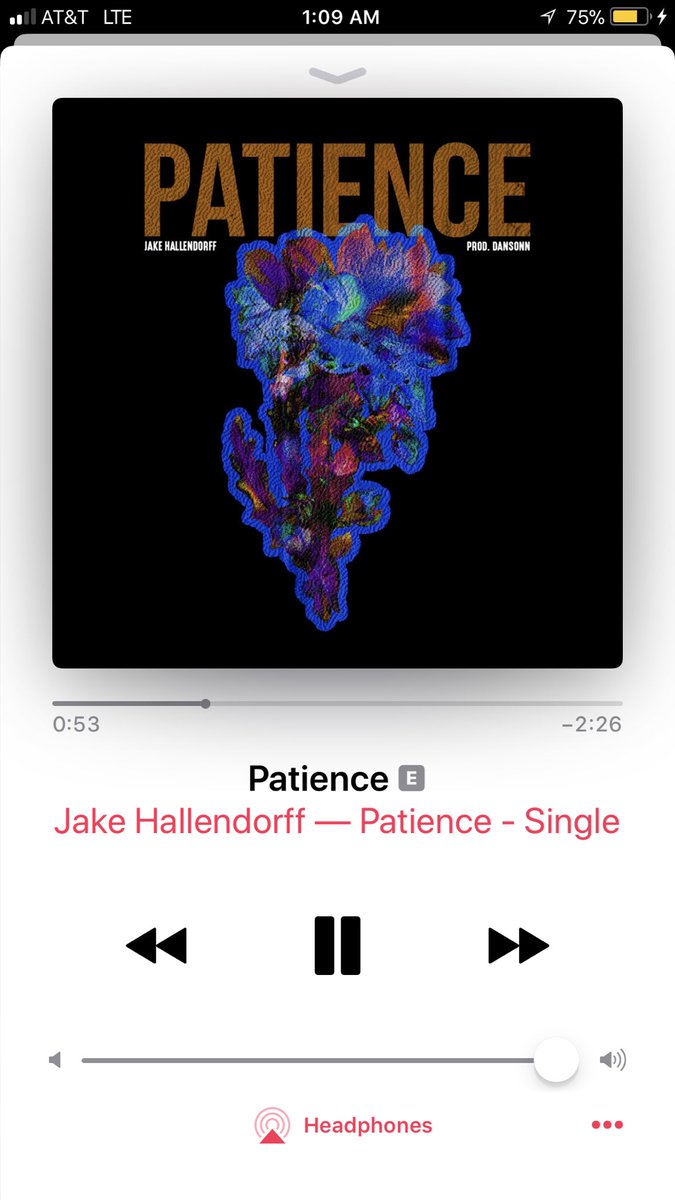 AT&T LTE 1:09 AM 75%
PATIENCE
JAKE HALLENDORFF PROD. DANSONN
0:53 −2:26
Patience E
Jake Hallendorff — Patience - Single
Headphones